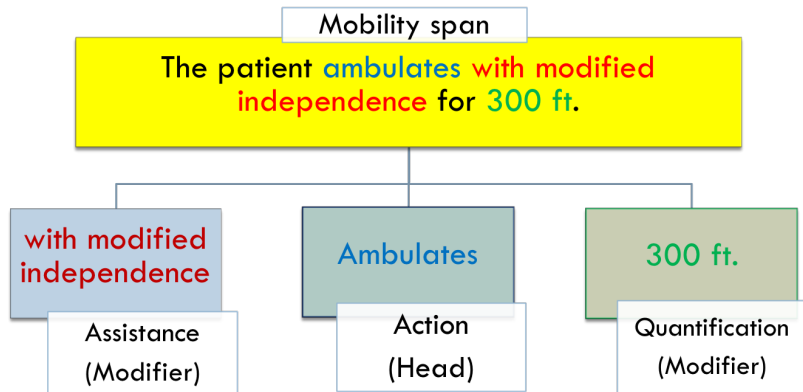 Mobility span
The patient ambulates with modified
independence for 300 ft.
with modified
independence
Assistance
(Modifier)
Ambulates
Action
(Head)
300 ft.
Quantification
(Modifier)